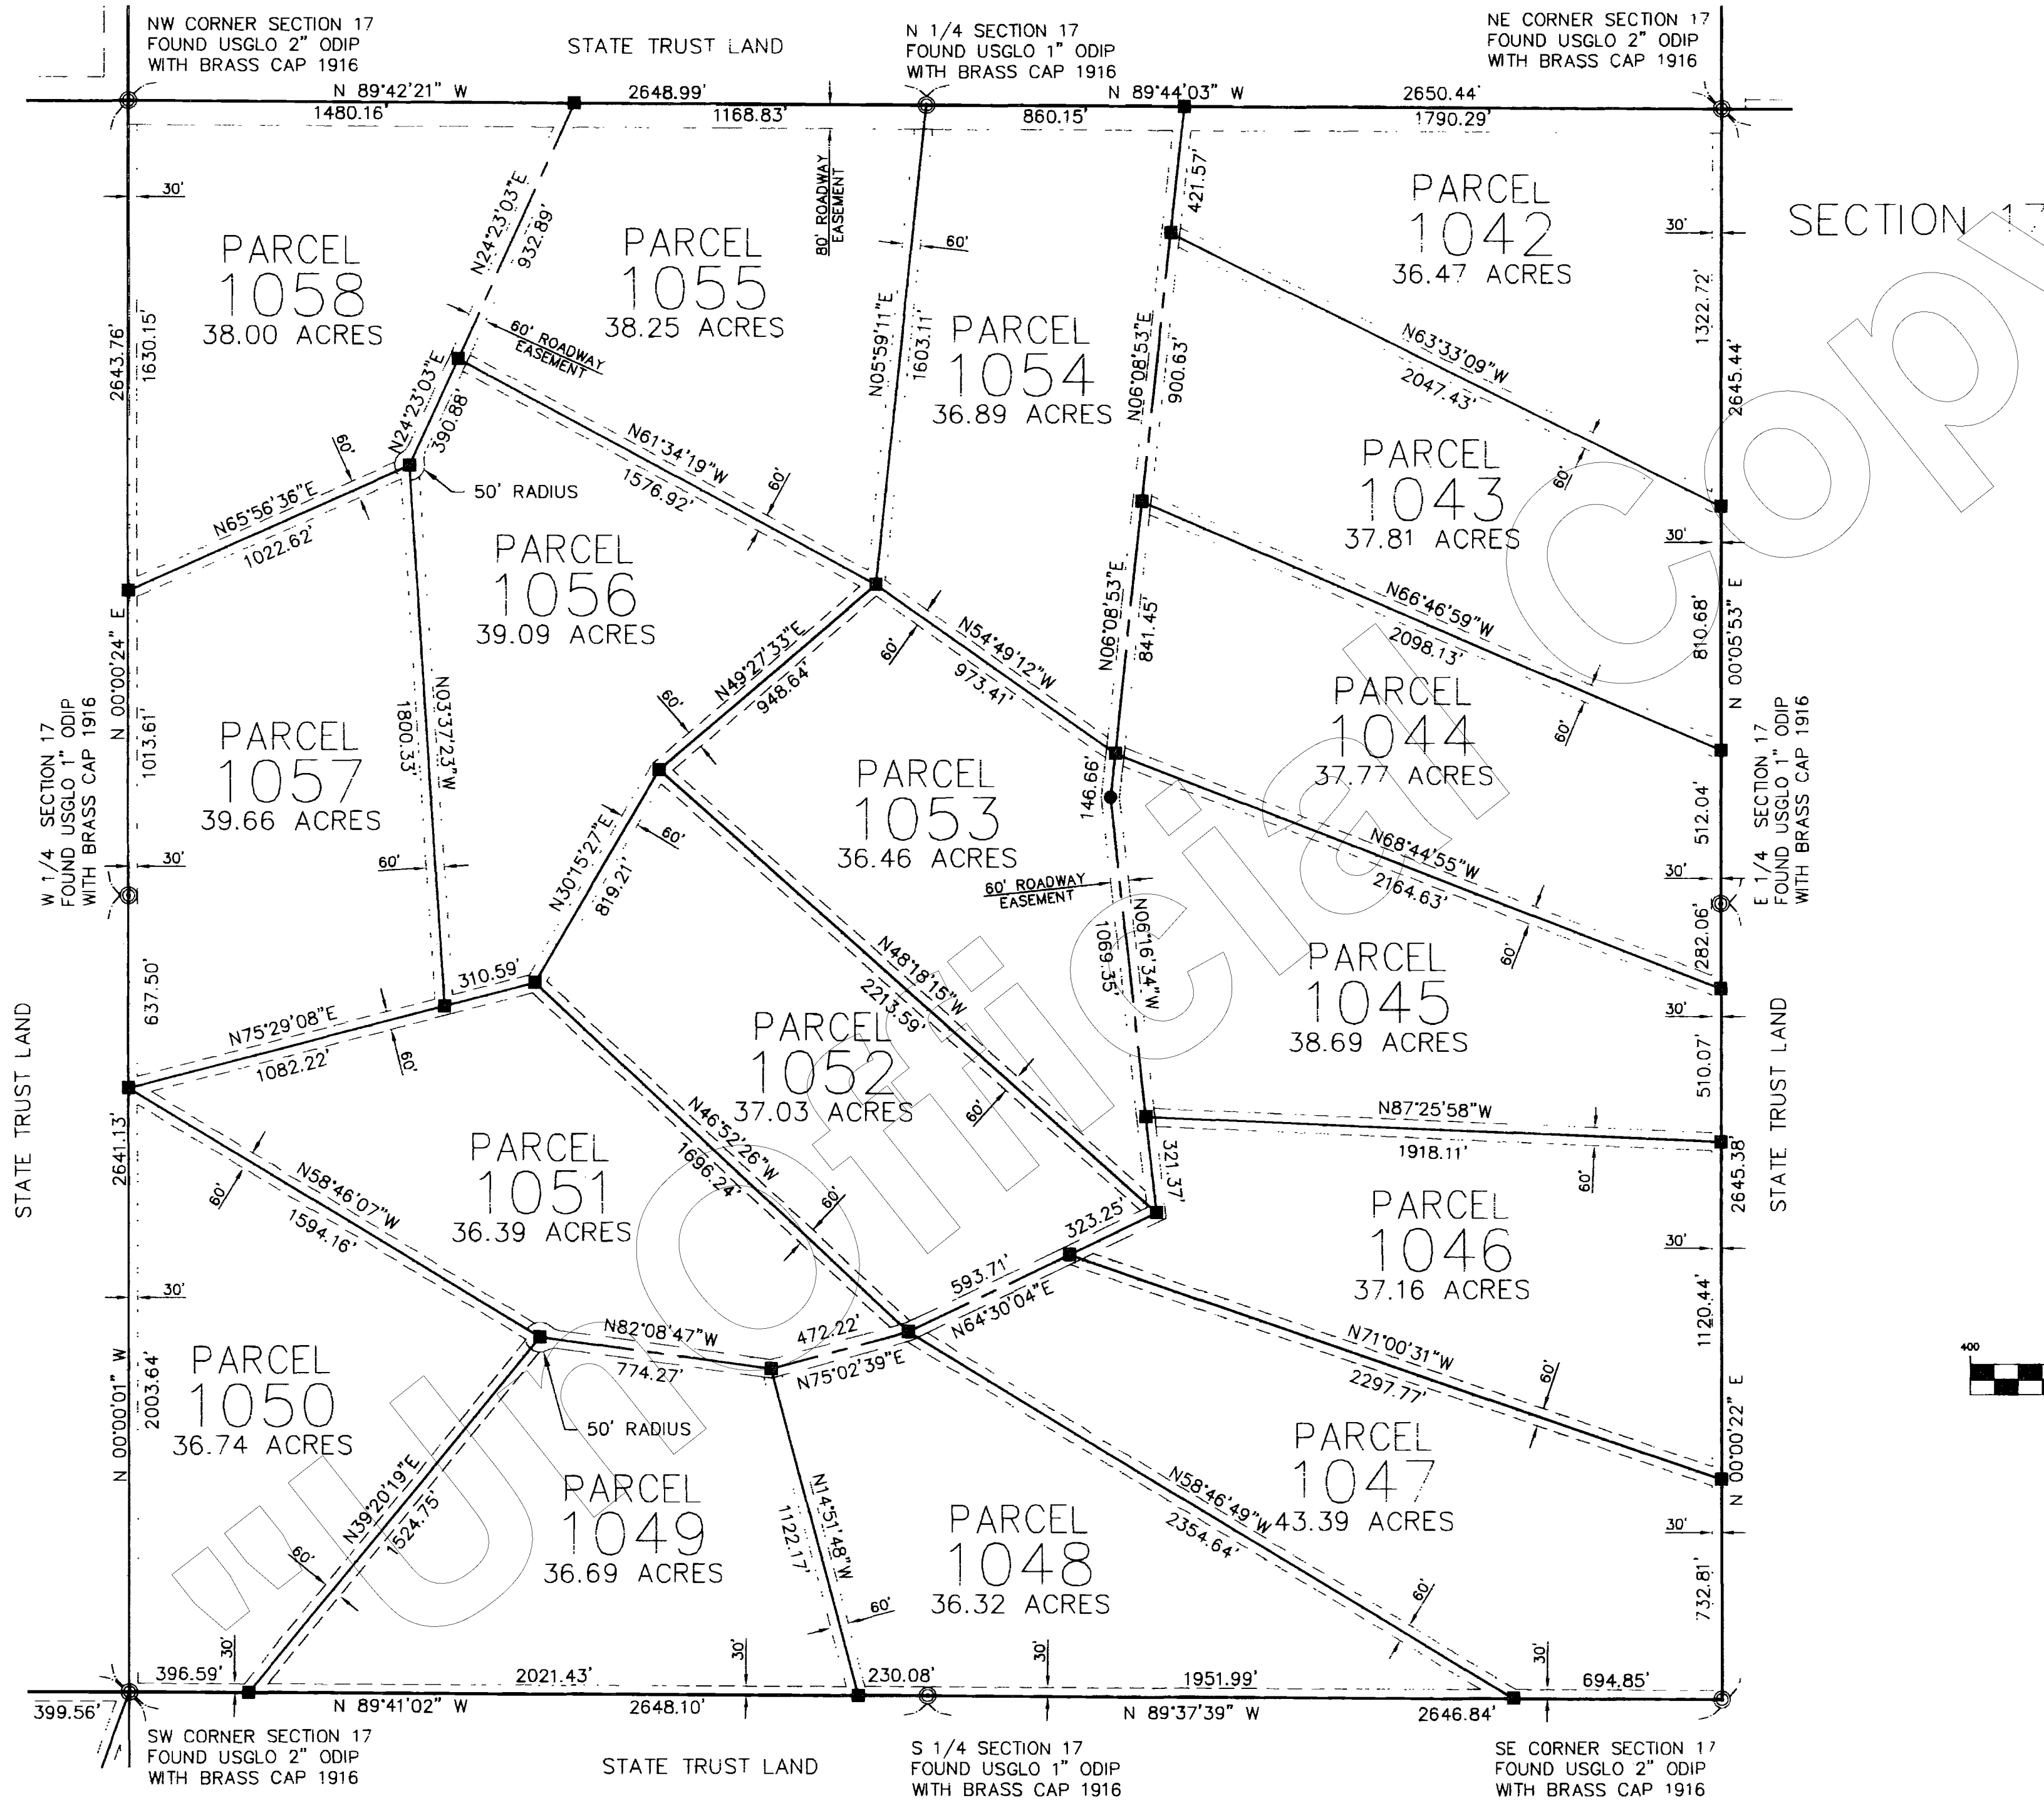 NW CORNER SECTION 17
FOUND USGLO 2" ODIP
WITH BRASS CAP 1916
STATE TRUST LAND
N 1/4 SECTION 17
FOUND USGLO 1" ODIP
WITH BRASS CAP 1916
NE CORNER SECTION 17
FOUND USGLO 2" ODIP
WITH BRASS CAP 1916
N 89°42'21" W
2648.99'
N 89°44'03" W
2650.44'
1480.16'
1168.83'
860.15'
1790.29'
30'
80' ROADWAY
EASEMENT
60'
421.57'
30'
SECTION 17
PARCEL
1058
38.00 ACRES
N24°23'03"E
932.89'
PARCEL
1055
38.25 ACRES
N05°59'11"E
1603.11'
PARCEL
1054
36.89 ACRES
N06°08'53"E
900.63'
PARCEL
1042
36.47 ACRES
1322.72'
2645.44'
N63°33'09"W
2047.43'
60'
2643.76'
1630.15'
60' ROADWAY
EASEMENT
N24°23'03"E
390.88'
60'
N65°56'36"E
1022.62'
50' RADIUS
N61°34'19"W
1576.92'
60'
PARCEL
1056
39.09 ACRES
PARCEL
1043
37.81 ACRES
30'
N 00°00'24" E
1013.61'
W 1/4 SECTION 17
FOUND USGLO 1" ODIP
WITH BRASS CAP 1916
PARCEL
1057
39.66 ACRES
N03°37'23"W
1800.33'
60'
30'
N49°27'33"E
948.64'
60'
60'
N54°49'12"W
973.41'
N06°08'53"E
841.45'
N66°46'59"W
2098.13'
60'
810.68'
N 00°05'53" E
PARCEL
1044
37.77 ACRES
PARCEL
1053
36.46 ACRES
146.66'
512.04'
E 1/4 SECTION 17
FOUND USGLO 1" ODIP
WITH BRASS CAP 1916
30'
N68°44'55"W
2164.63'
60'
282.06'
60' ROADWAY
EASEMENT
N06°16'34"W
1069.35'
N30°15'27"E
819.21'
60'
N48°18'15"W
2213.59'
60'
PARCEL
1045
38.69 ACRES
30'
510.07'
STATE TRUST LAND
637.50'
310.59'
N75°29'08"E
1082.22'
60'
PARCEL
1052
37.03 ACRES
N87°25'58"W
1918.11'
60'
STATE TRUST LAND
2641.13'
PARCEL
1051
36.39 ACRES
N46°52'26"W
1696.24'
60'
321.37'
323.25'
PARCEL
1046
37.16 ACRES
2645.38'
30'
N58°46'07"W
1594.16'
60'
30'
593.71'
N64°30'04"E
N82°08'47"W
774.27'
472.22'
N75°02'39"E
N71°00'31"W
2297.77'
60'
1120.44'
400
N 00°00'01" W
2003.64'
PARCEL
1050
36.74 ACRES
50' RADIUS
PARCEL
1047
43.39 ACRES
N 00°00'22" E
N39°20'19"E
1524.75'
60'
PARCEL
1049
36.69 ACRES
N14°51'48"W
1122.17'
60'
PARCEL
1048
36.32 ACRES
N58°46'49"W
2354.64'
60'
30'
732.81'
396.59'
30'
2021.43'
30'
230.08'
30'
1951.99'
30'
694.85'
399.56'
N 89°41'02" W
2648.10'
N 89°37'39" W
2646.84'
SW CORNER SECTION 17
FOUND USGLO 2" ODIP
WITH BRASS CAP 1916
STATE TRUST LAND
S 1/4 SECTION 17
FOUND USGLO 1" ODIP
WITH BRASS CAP 1916
SE CORNER SECTION 17
FOUND USGLO 2" ODIP
WITH BRASS CAP 1916
"Unofficial Cop